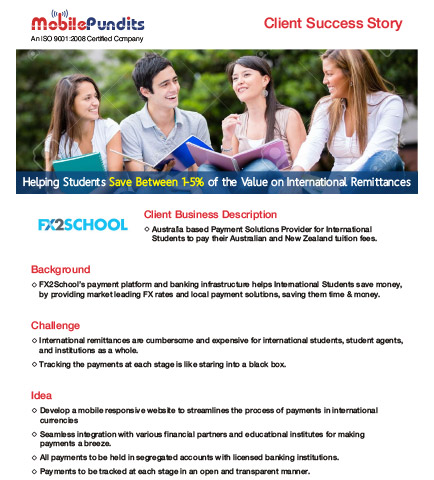 MobilePundits
An ISO 9001:2008 Certified Company
Client Success Story
Helping Students Save Between 1-5% of the Value on International Remittances
FX2SCHOOL
Client Business Description
◇ Australia based Payment Solutions Provider for International
Students to pay their Australian and New Zealand tuition fees.
Background
◇ FX2School's payment platform and banking infrastructure helps International Students save money,
by providing market leading FX rates and local payment solutions, saving them time & money.
Challenge
◇ International remittances are cumbersome and expensive for international students, student agents,
and institutions as a whole.
◇ Tracking the payments at each stage is like staring into a black box.
Idea
◇ Develop a mobile responsive website to streamlines the process of payments in international
currencies
◇ Seamless integration with various financial partners and educational institutes for making
payments a breeze.
◇ All payments to be held in segregated accounts with licensed banking institutions.
◇ Payments to be tracked at each stage in an open and transparent manner.